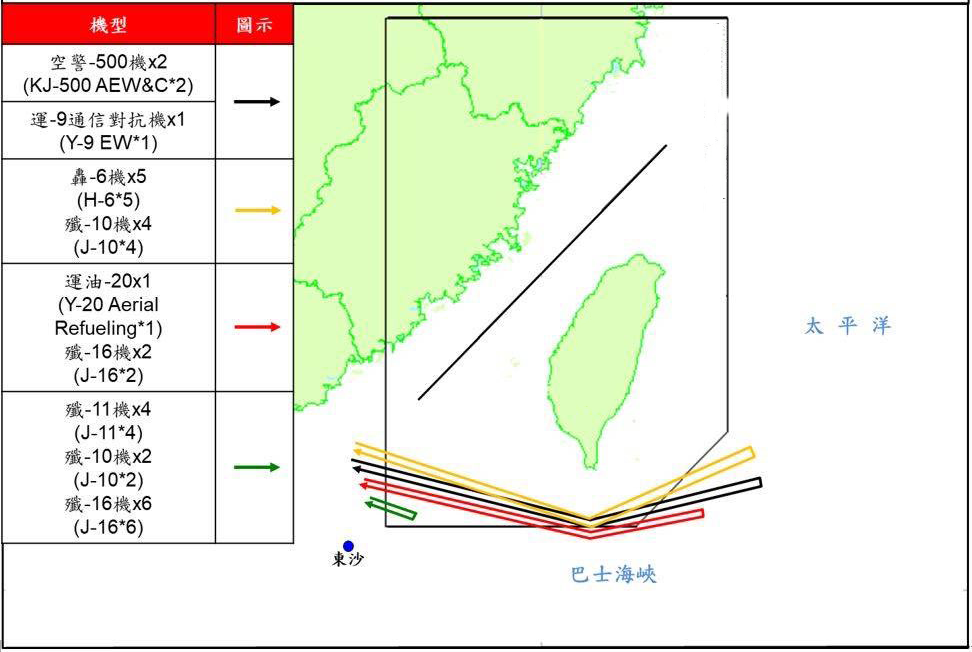 機型
圖示
空警-500機x2
(KJ-500 AEW&C*2)
運-9通信對抗機x1
(Y-9 EW*1)
轟-6機x5
(H-6*5)
殲-10機x4
(J-10*4)
運油-20x1
(Y-20 Aerial
Refueling*1)
殲-16機x2
(J-16*2)
殲-11機x4
(J-11*4)
殲-10機x2
(J-10*2)
殲-16機x6
(J-16*6)
太平洋
東沙
巴士海峽